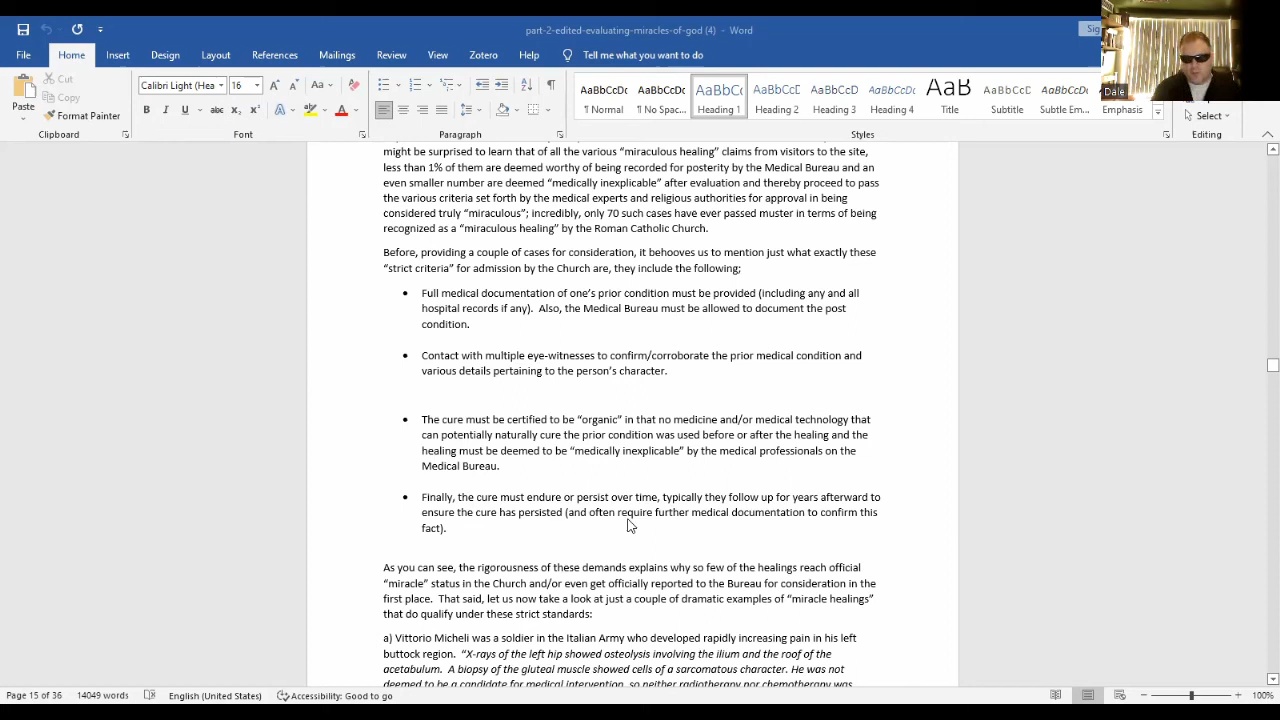 part-2-edited-evaluating-miracles-of-god (4) - Word
Sig
File Home Insert Design Layout References Mailings Review View Zotero Help Tell me what you want to do
Cut
Copy
Paste
Format Painter
Calibri Light (Hea 16
AaBbCcDc AaBbCcDc AaBbCc AaBbCcD AaBbCcD AaBbCcD AaB AaBbCcD AaBbCcDc AaBbCcDc
¶ Normal ¶ No Spac... Heading 1 Heading 2 Heading 3 Heading 4 Title Subtitle Subtle Em... Emphasis
Select
Clipboard Font Paragraph Styles Editing
Dale
might be surprised to learn that of all the various “miraculous healing” claims from visitors to the site,
less than 1% of them are deemed worthy of being recorded for posterity by the Medical Bureau and an
even smaller number are deemed “medically inexplicable” after evaluation and thereby proceed to pass
the various criteria set forth by the medical experts and religious authorities for approval in being
considered truly “miraculous”; incredibly, only 70 such cases have ever passed muster in terms of being
recognized as a “miraculous healing” by the Roman Catholic Church.
Before, providing a couple of cases for consideration, it behooves us to mention just what exactly these
“strict criteria” for admission by the Church are, they include the following;
• Full medical documentation of one’s prior condition must be provided (including any and all
hospital records if any). Also, the Medical Bureau must be allowed to document the post
condition.
• Contact with multiple eye-witnesses to confirm/corroborate the prior medical condition and
various details pertaining to the person’s character.
• The cure must be certified to be “organic” in that no medicine and/or medical technology that
can potentially naturally cure the prior condition was used before or after the healing and the
healing must be deemed to be “medically inexplicable” by the medical professionals on the
Medical Bureau.
• Finally, the cure must endure or persist over time, typically they follow up for years afterward to
ensure the cure has persisted (and often require further medical documentation to confirm this
fact).
As you can see, the rigorousness of these demands explains why so few of the healings reach official
“miracle” status in the Church and/or even get officially reported to the Bureau for consideration in the
first place. That said, let us now take a look at just a couple of dramatic examples of “miracle healings”
that do qualify under these strict standards:
a) Vittorio Micheli was a soldier in the Italian Army who developed rapidly increasing pain in his left
buttock region. “X-rays of the left hip showed osteolysis involving the ilium and the roof of the
acetabulum. A biopsy of the gluteal muscle showed cells of a sarcomatous character. He was not
deemed to be a candidate for medical intervention, so neither radiotherapy nor chemotherapy was
Page 15 of 36 14049 words English (United States) Accessibility: Good to go 100%